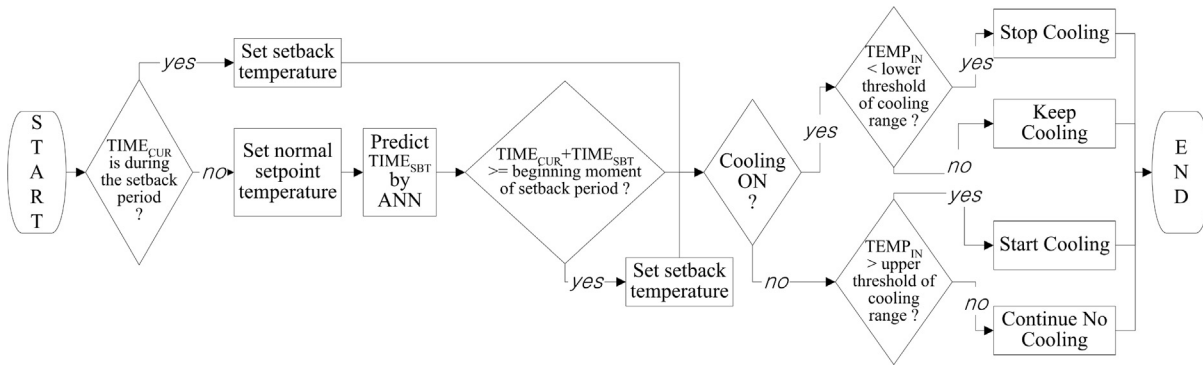 S
T
A
R
T
TIME_CUR
is during
the setback
period
?
yes
Set setback
temperature
no
Set normal
setpoint
temperature
Predict
TIME_SBT
by
ANN
TIME_CUR+TIME_SBT
>= beginning moment
of setback period ?
yes
Set setback
temperature
Cooling
ON
?
yes
TEMP_IN
< lower
threshold
of cooling
range ?
yes
Stop Cooling
no
Keep
Cooling
no
TEMP_IN
> upper
threshold of
cooling
range ?
yes
Start Cooling
no
Continue No
Cooling
E
N
D